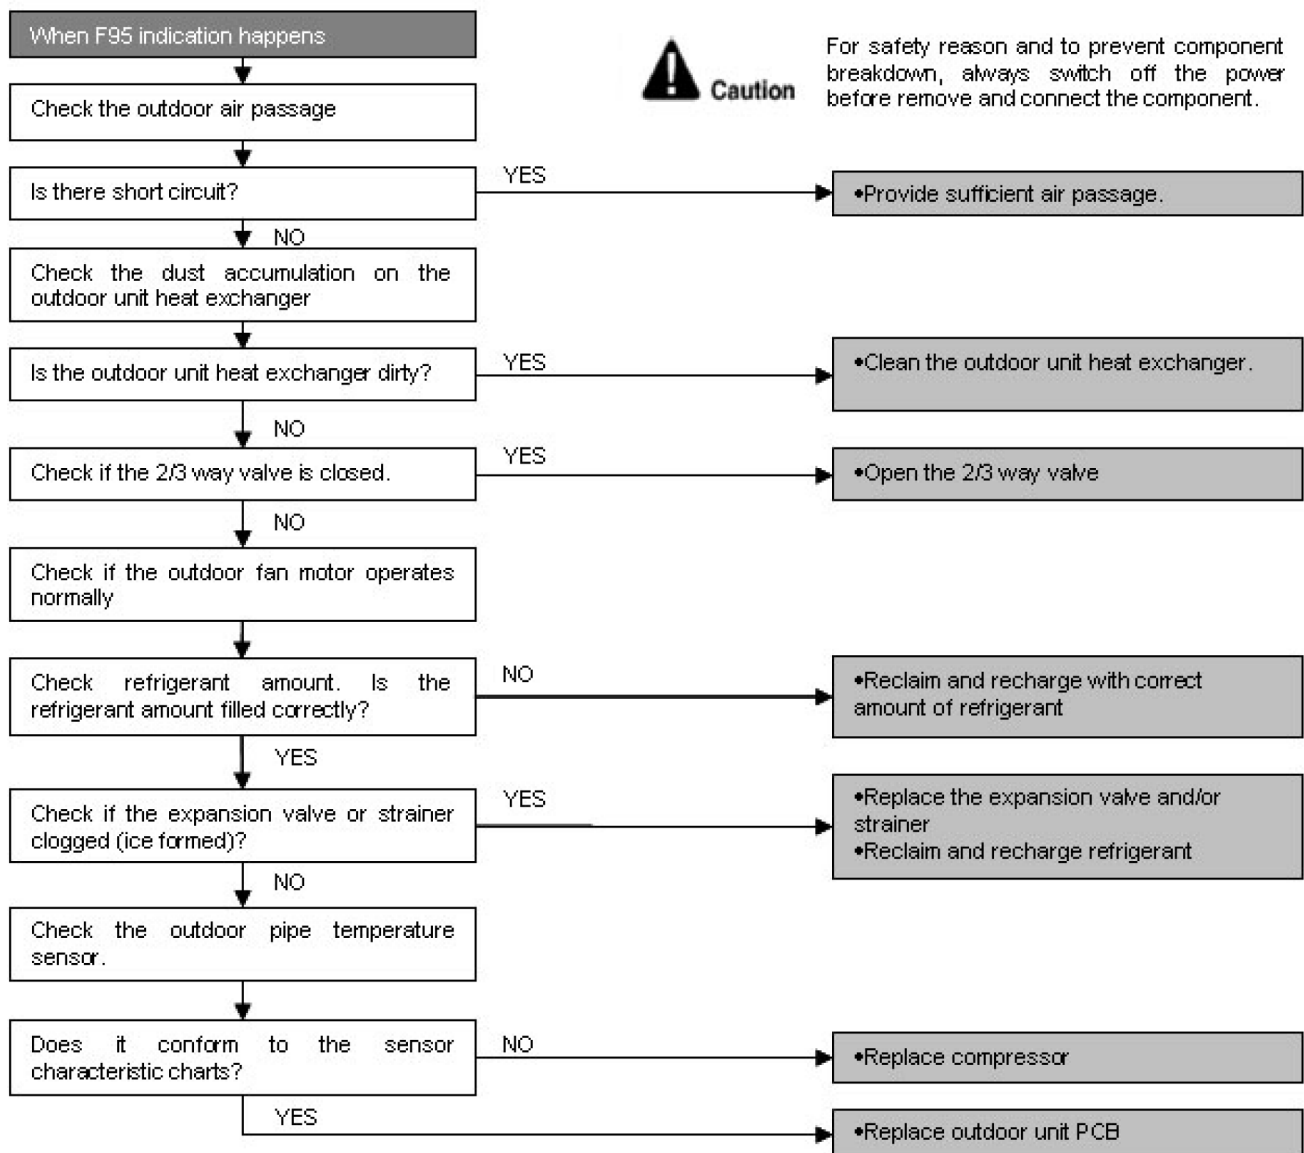 When F95 indication happens
Caution
For safety reason and to prevent component
breakdown, always switch off the power
before remove and connect the component.
Check the outdoor air passage
Is there short circuit?
YES
•Provide sufficient air passage.
NO
Check the dust accumulation on the
outdoor unit heat exchanger
Is the outdoor unit heat exchanger dirty?
YES
•Clean the outdoor unit heat exchanger.
NO
Check if the 2/3 way valve is closed.
YES
•Open the 2/3 way valve
NO
Check if the outdoor fan motor operates
normally
Check refrigerant amount. Is the
refrigerant amount filled correctly?
NO
•Reclaim and recharge with correct
amount of refrigerant
YES
Check if the expansion valve or strainer
clogged (ice formed)?
YES
•Replace the expansion valve and/or
strainer
•Reclaim and recharge refrigerant
NO
Check the outdoor pipe temperature
sensor.
Does it conform to the sensor
characteristic charts?
NO
•Replace compressor
YES
•Replace outdoor unit PCB